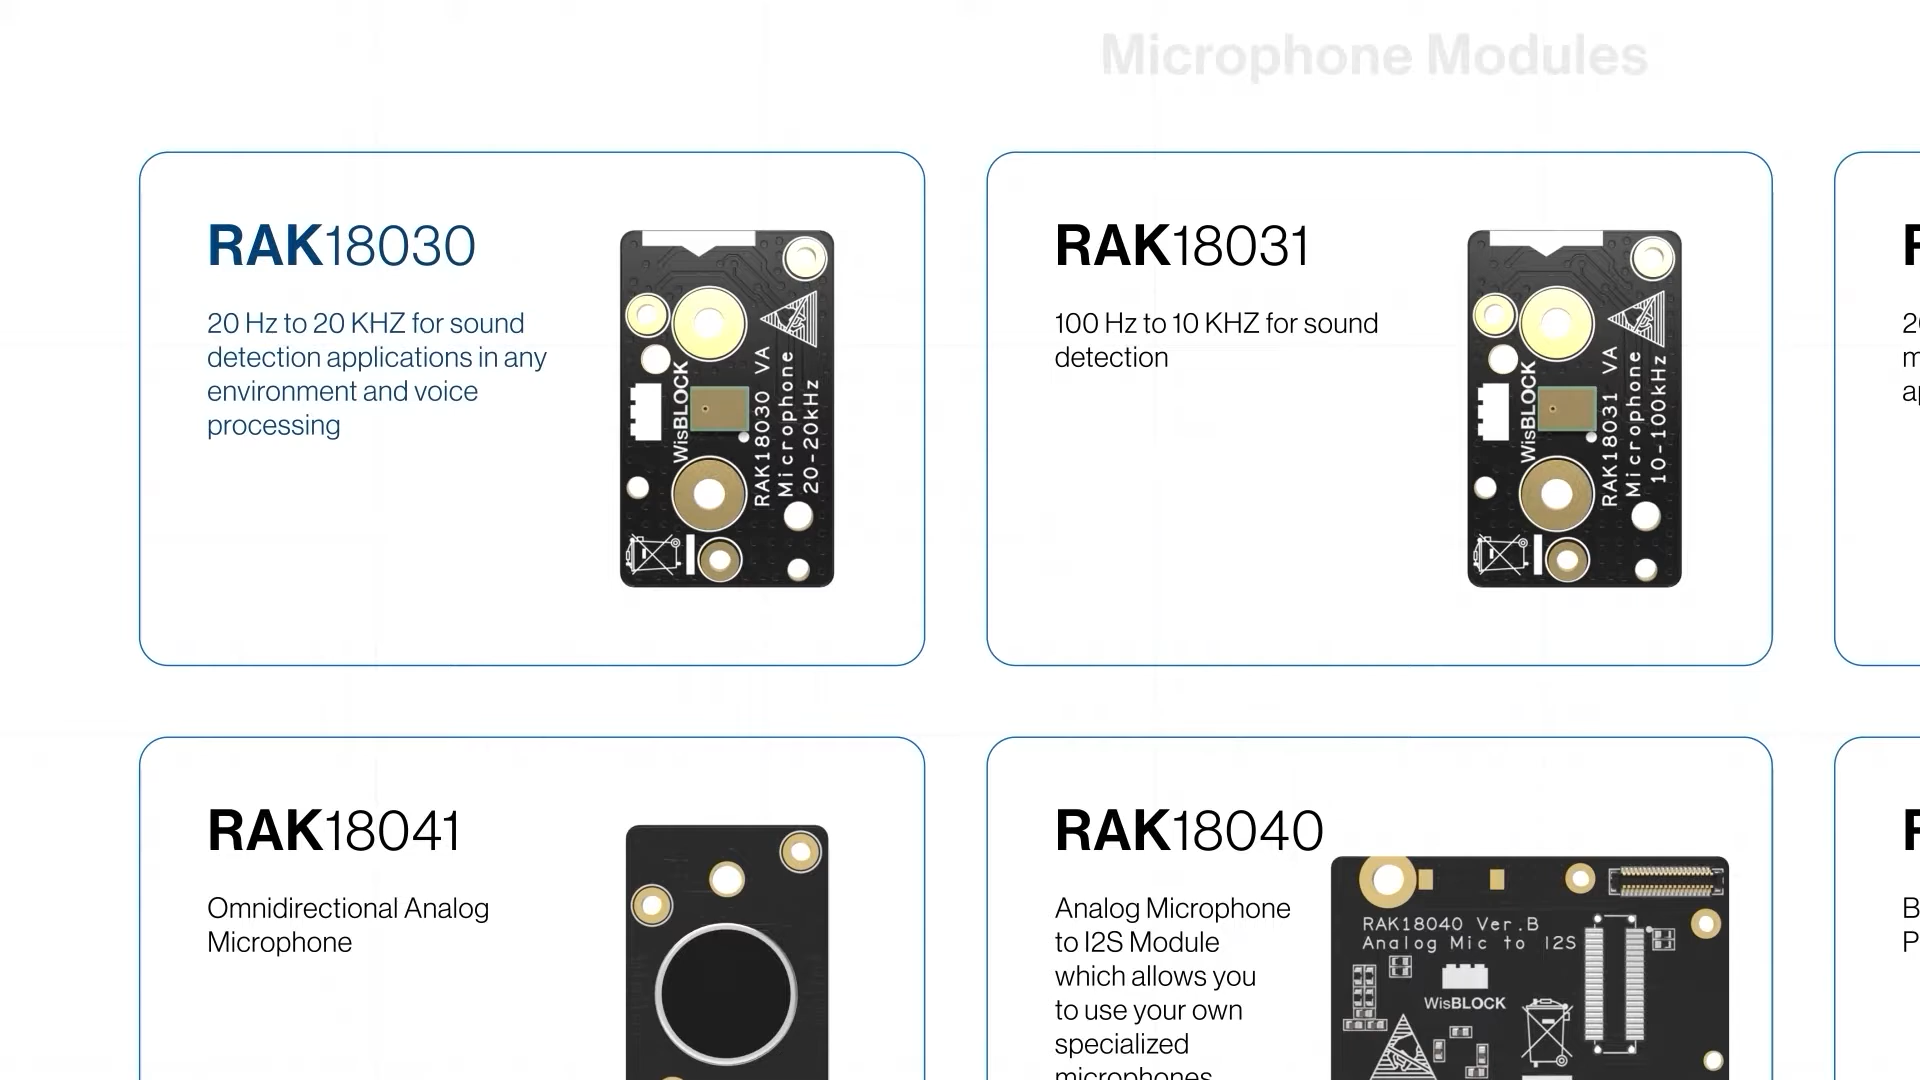 Microphone Modules
RAK18030
20 Hz to 20 KHZ for sound
detection applications in any
environment and voice
processing
WisBLOCK
RAK18030 VA
Microphone
20-20kHz
RAK18031
100 Hz to 10 KHZ for sound
detection
WisBLOCK
RAK18031 VA
Microphone
10-100kHz
RAK18041
Omnidirectional Analog
Microphone
RAK18040
Analog Microphone
to I2S Module
which allows you
to use your own
specialized
microphones
RAK18040 Ver.B
Analog Mic to I2S
WisBLOCK